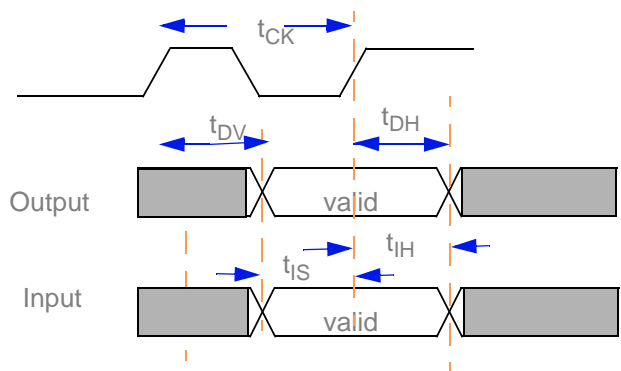 tCK
tDV
tDH
Output
valid
tIH
tIS
Input
valid